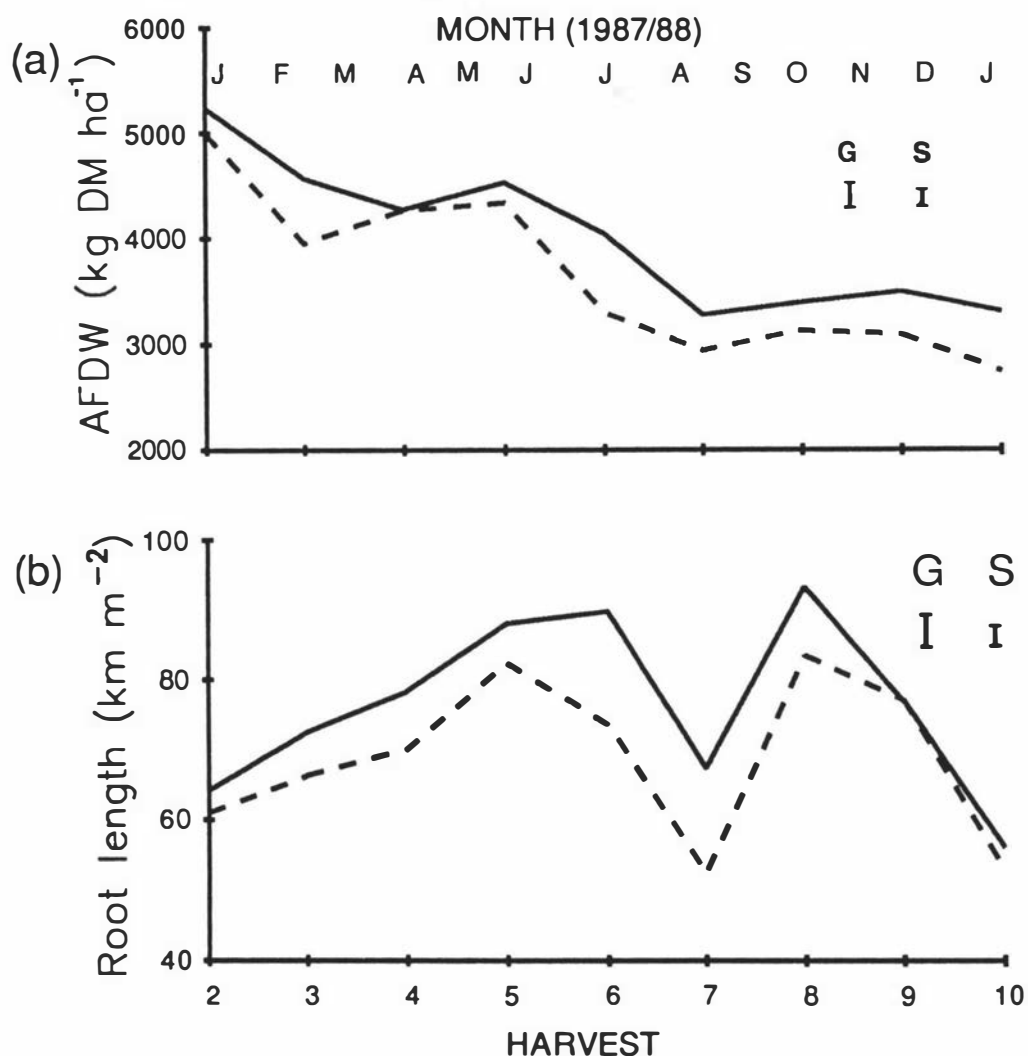 MONTH (1987/88)
(a)
J F M A M J J A S O N D J
AFDW (kg DM ha⁻¹)
6000
5000
4000
3000
2000
G S
(b)
Root length (km m⁻²)
100
80
60
40
G S
2 3 4 5 6 7 8 9 10
HARVEST